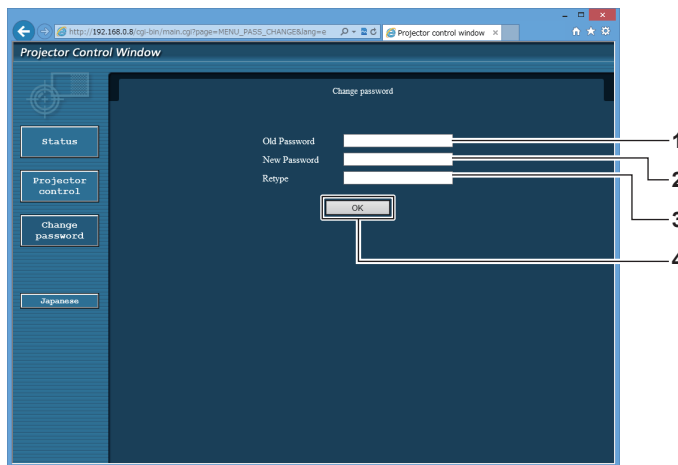 http://192.168.0.8/cgi-bin/main.cgi?page=MENU_PASS_CHANGE&lang=e
Projector control window
Projector Control Window
Change password
Status
Old Password
1
New Password
2
Projector
control
Retype
3
OK
Change
password
4
Japanese